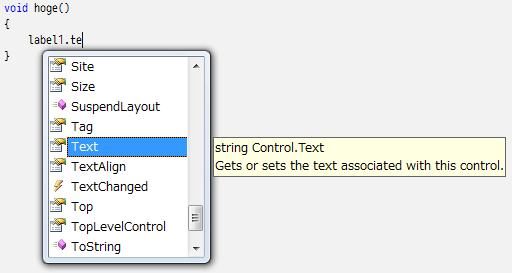 void hoge()
{
label1.te
}
Site
Size
SuspendLayout
Tag
Text
TextAlign
TextChanged
Top
TopLevelControl
ToString
string Control.Text
Gets or sets the text associated with this control.